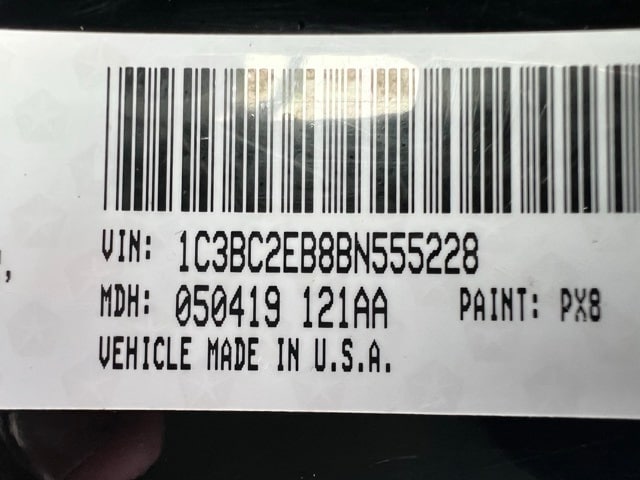 VIN: 1C3BC2EB8BN555228
MDH: 050419 121AA PAINT: PX8
VEHICLE MADE IN U.S.A.